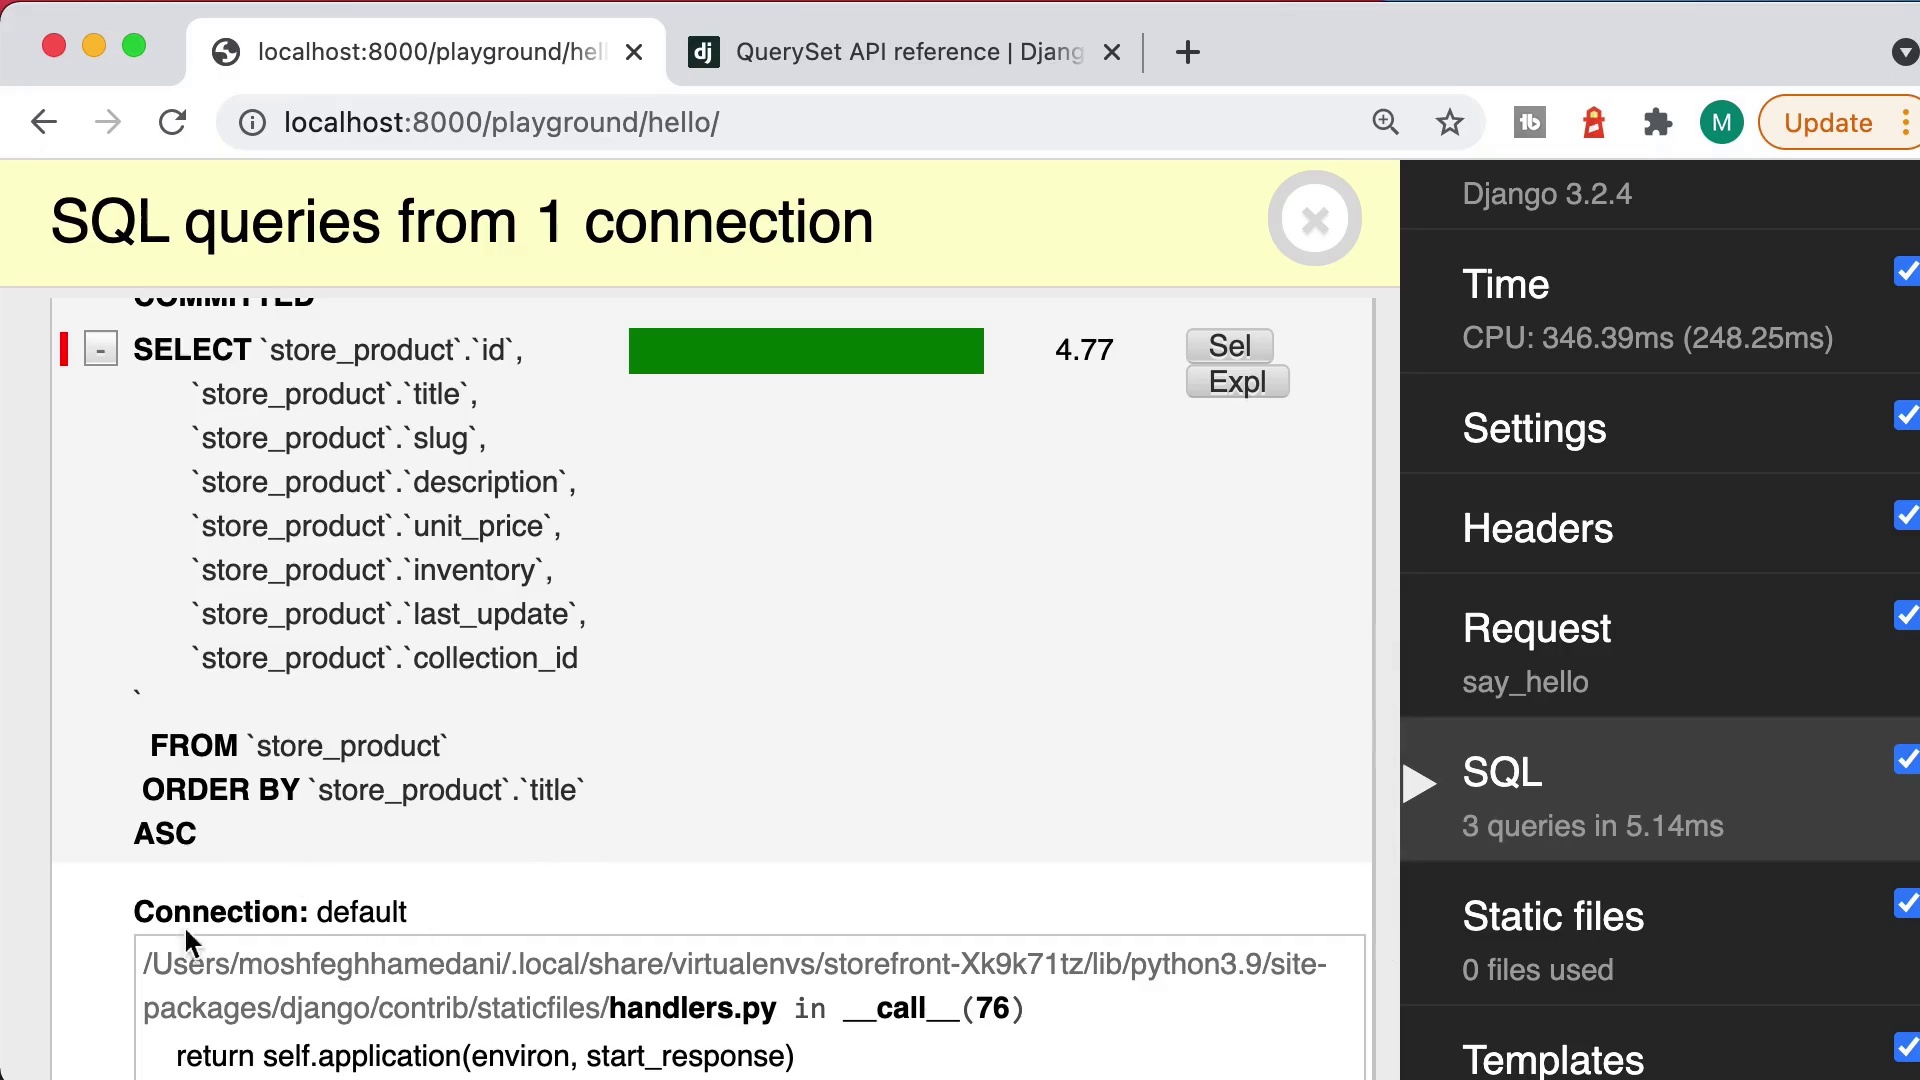 localhost:8000/playground/hel
QuerySet API reference | Djang
localhost:8000/playground/hello/
M
Update
SQL queries from 1 connection
COMMITTED
- SELECT `store_product`.`id`, 4.77 Sel
Expl
`store_product`.`title`,
`store_product`.`slug`,
`store_product`.`description`,
`store_product`.`unit_price`,
`store_product`.`inventory`,
`store_product`.`last_update`,
`store_product`.`collection_id
`
FROM `store_product`
ORDER BY `store_product`.`title`
ASC
Connection: default
/Users/moshfeghhamedani/.local/share/virtualenvs/storefront-Xk9k71tz/lib/python3.9/site-
packages/django/contrib/staticfiles/handlers.py in __call__(76)
return self.application(environ, start_response)
Django 3.2.4
Time
CPU: 346.39ms (248.25ms)
Settings
Headers
Request
say_hello
SQL
3 queries in 5.14ms
Static files
0 files used
Templates